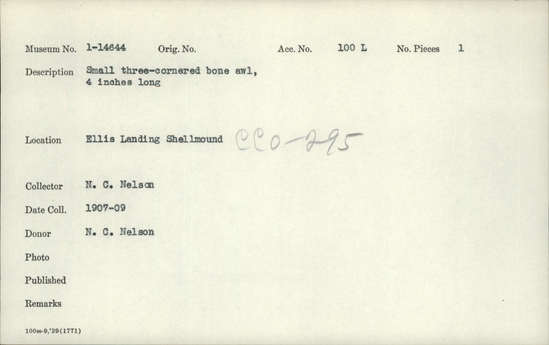 Museum No. 1-14644 Orig. No. Acc. No. 100 L No. Pieces 1
Description Small three-cornered bone awl,
4 inches long
Location Ellis Landing Shellmound CCO-295
Collector N. C. Nelson
Date Coll. 1907-09
Donor N. C. Nelson
Photo
Published
Remarks
100m-9,'29(1771)